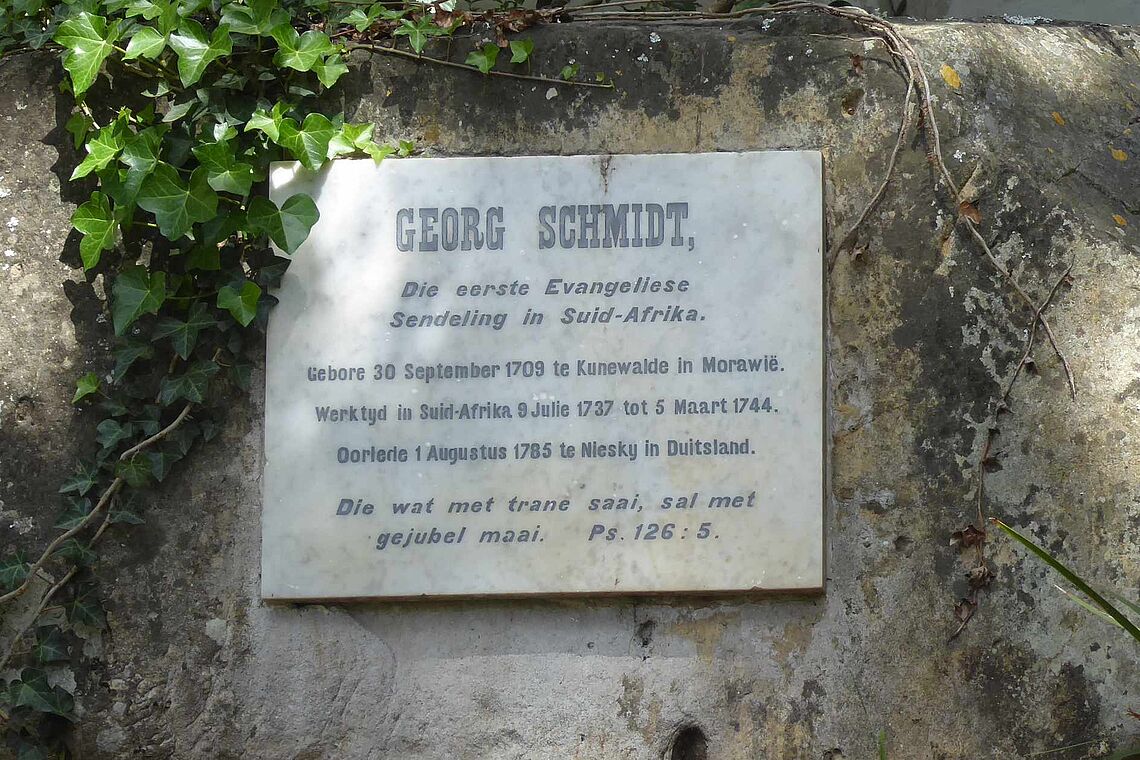 GEORG SCHMIDT,
Die eerste Evangeliese
Sendeling in Suid-Afrika.
Gebore 30 September 1709 te Kunewalde in Morawië.
Werktyd in Suid-Afrika 9 Julie 1737 tot 5 Maart 1744.
Oorlede 1 Augustus 1785 te Niesky in Duitsland.
Die wat met trane saai, sal met
gejubel maai. Ps. 126 : 5.